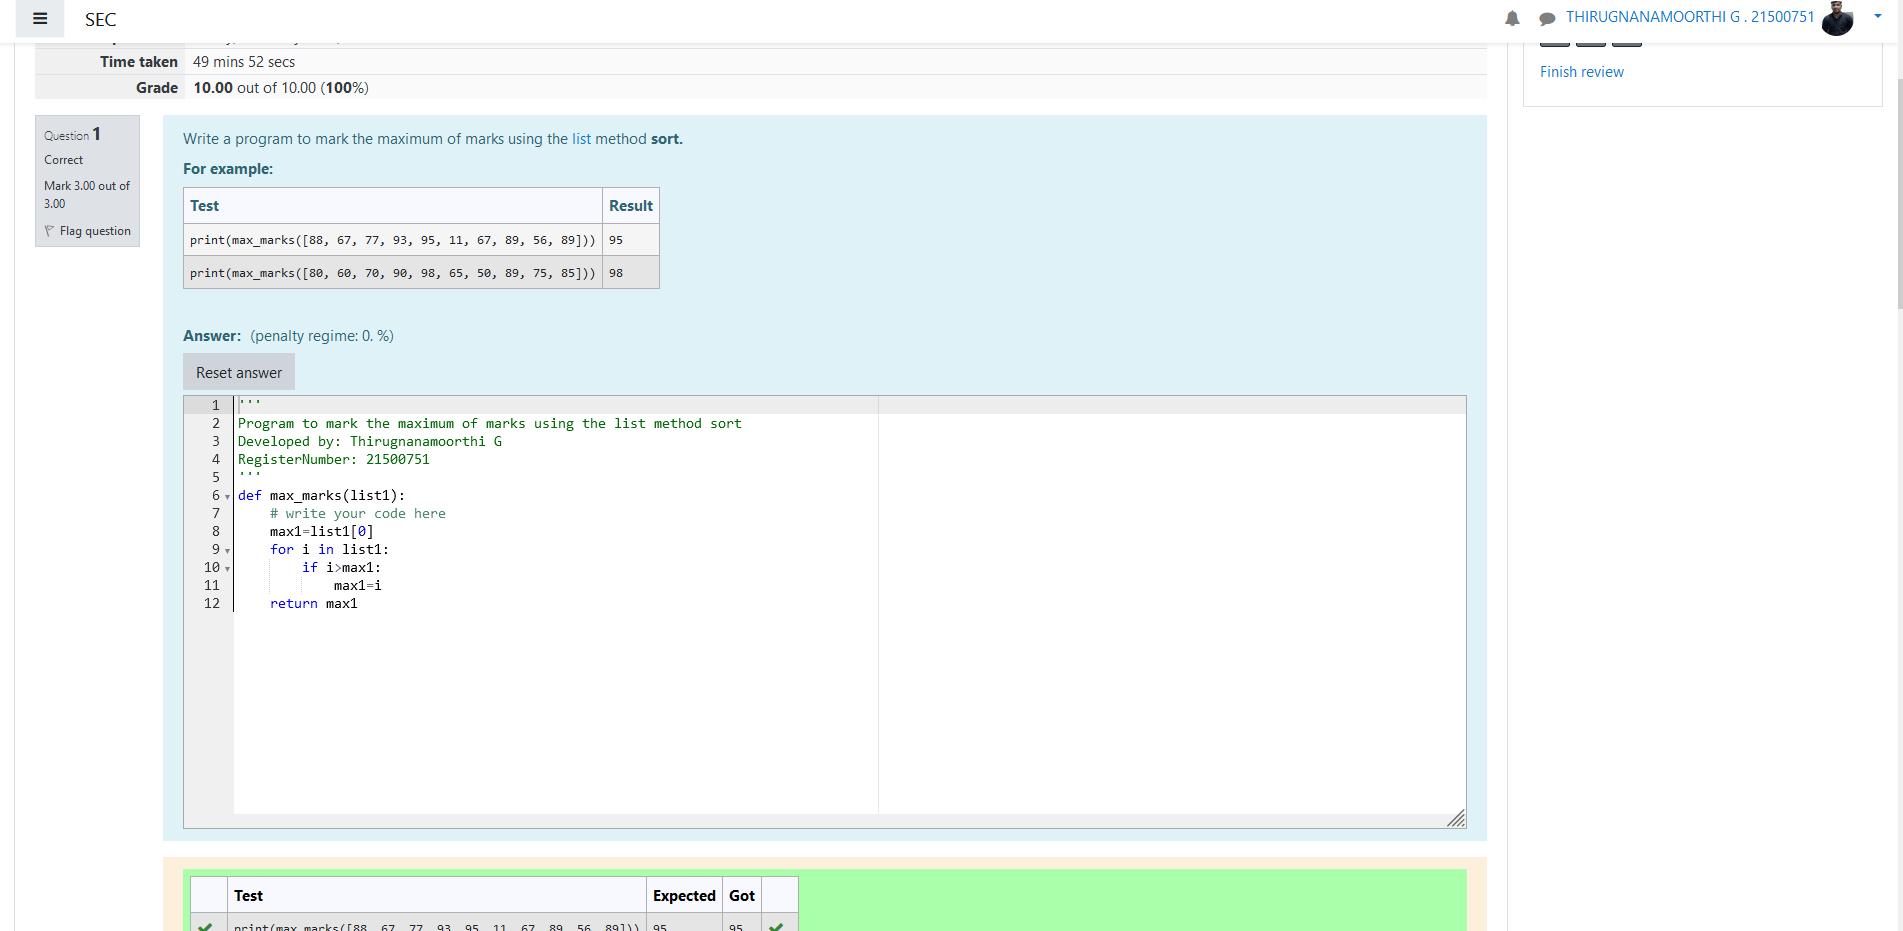 SEC
THIRUGNANAMOORTHI G . 21500751
Time taken 49 mins 52 secs
Grade 10.00 out of 10.00 (100%)
Finish review
Question 1
Correct
Mark 3.00 out of
3.00
Flag question
Write a program to mark the maximum of marks using the list method sort.
For example:
Test Result
print(max_marks([88, 67, 77, 93, 95, 11, 67, 89, 56, 89])) 95
print(max_marks([80, 60, 70, 90, 98, 65, 50, 89, 75, 85])) 98
Answer: (penalty regime: 0. %)
Reset answer
1 '''
2 Program to mark the maximum of marks using the list method sort
3 Developed by: Thirugnanamoorthi G
4 RegisterNumber: 21500751
5 '''
6 def max_marks(list1):
7 # write your code here
8 max1=list1[0]
9 for i in list1:
10 if i>max1:
11 max1=i
12 return max1
Test Expected Got
print(max_marks([88, 67, 77, 93, 95, 11, 67, 89, 56, 89])) 95 95